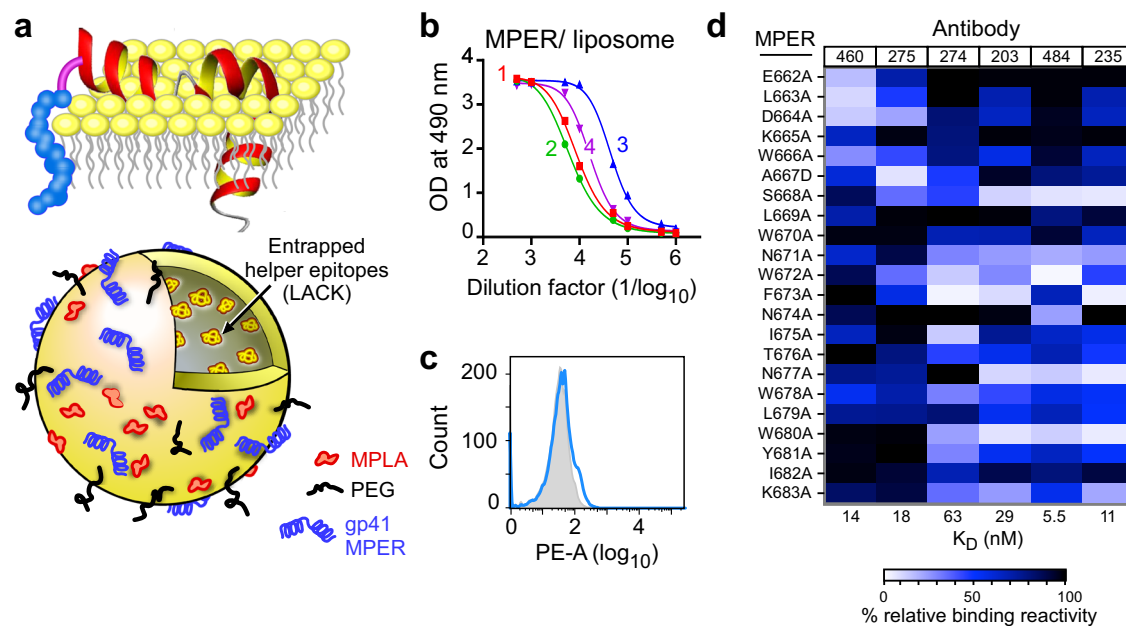 a
Entrapped
helper epitopes
(LACK)
MPLA
PEG
gp41
MPER
b
MPER/ liposome
OD at 490 nm
4
3
2
1
0
1
2
4
3
2 3 4 5 6
Dilution factor (1/log10)
c
Count
200
100
0
0 2 4
PE-A (log10)
d
MPER
Antibody
460 275 274 203 484 235
E662A
L663A
D664A
K665A
W666A
A667D
S668A
L669A
W670A
N671A
W672A
F673A
N674A
I675A
T676A
N677A
W678A
L679A
W680A
Y681A
I682A
K683A
14 18 63 29 5.5 11
KD (nM)
0 50 100
% relative binding reactivity